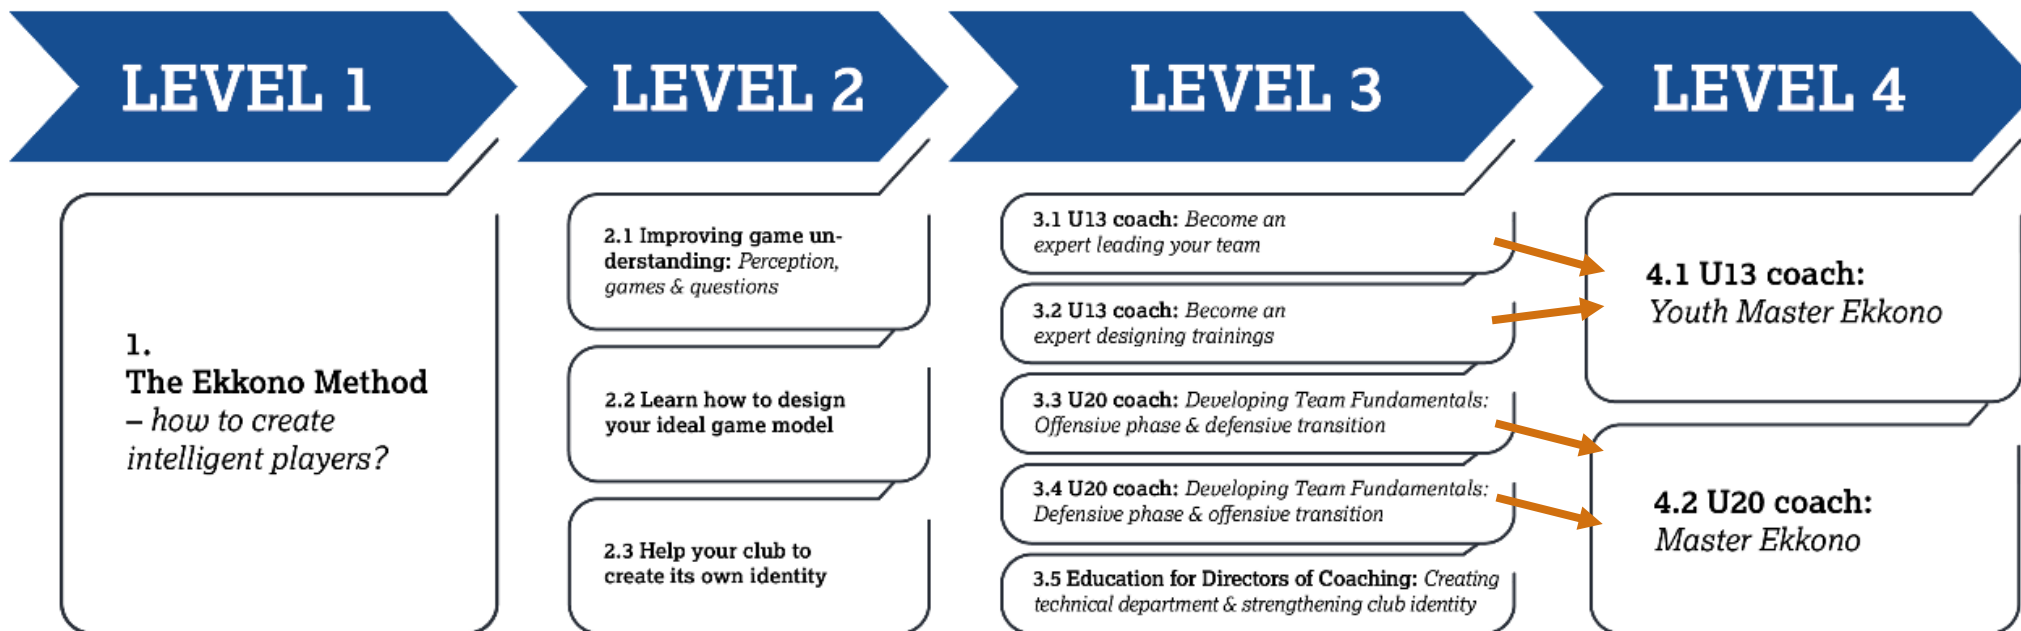 LEVEL 1
LEVEL 2
LEVEL 3
LEVEL 4
1.
The Ekkono Method
– how to create
intelligent players?
2.1 Improving game un-
derstanding: Perception,
games & questions
2.2 Learn how to design
your ideal game model
2.3 Help your club to
create its own identity
3.1 U13 coach: Become an
expert leading your team
3.2 U13 coach: Become an
expert designing trainings
3.3 U20 coach: Developing Team Fundamentals:
Offensive phase & defensive transition
3.4 U20 coach: Developing Team Fundamentals:
Defensive phase & offensive transition
3.5 Education for Directors of Coaching: Creating
technical department & strengthening club identity
4.1 U13 coach:
Youth Master Ekkono
4.2 U20 coach:
Master Ekkono